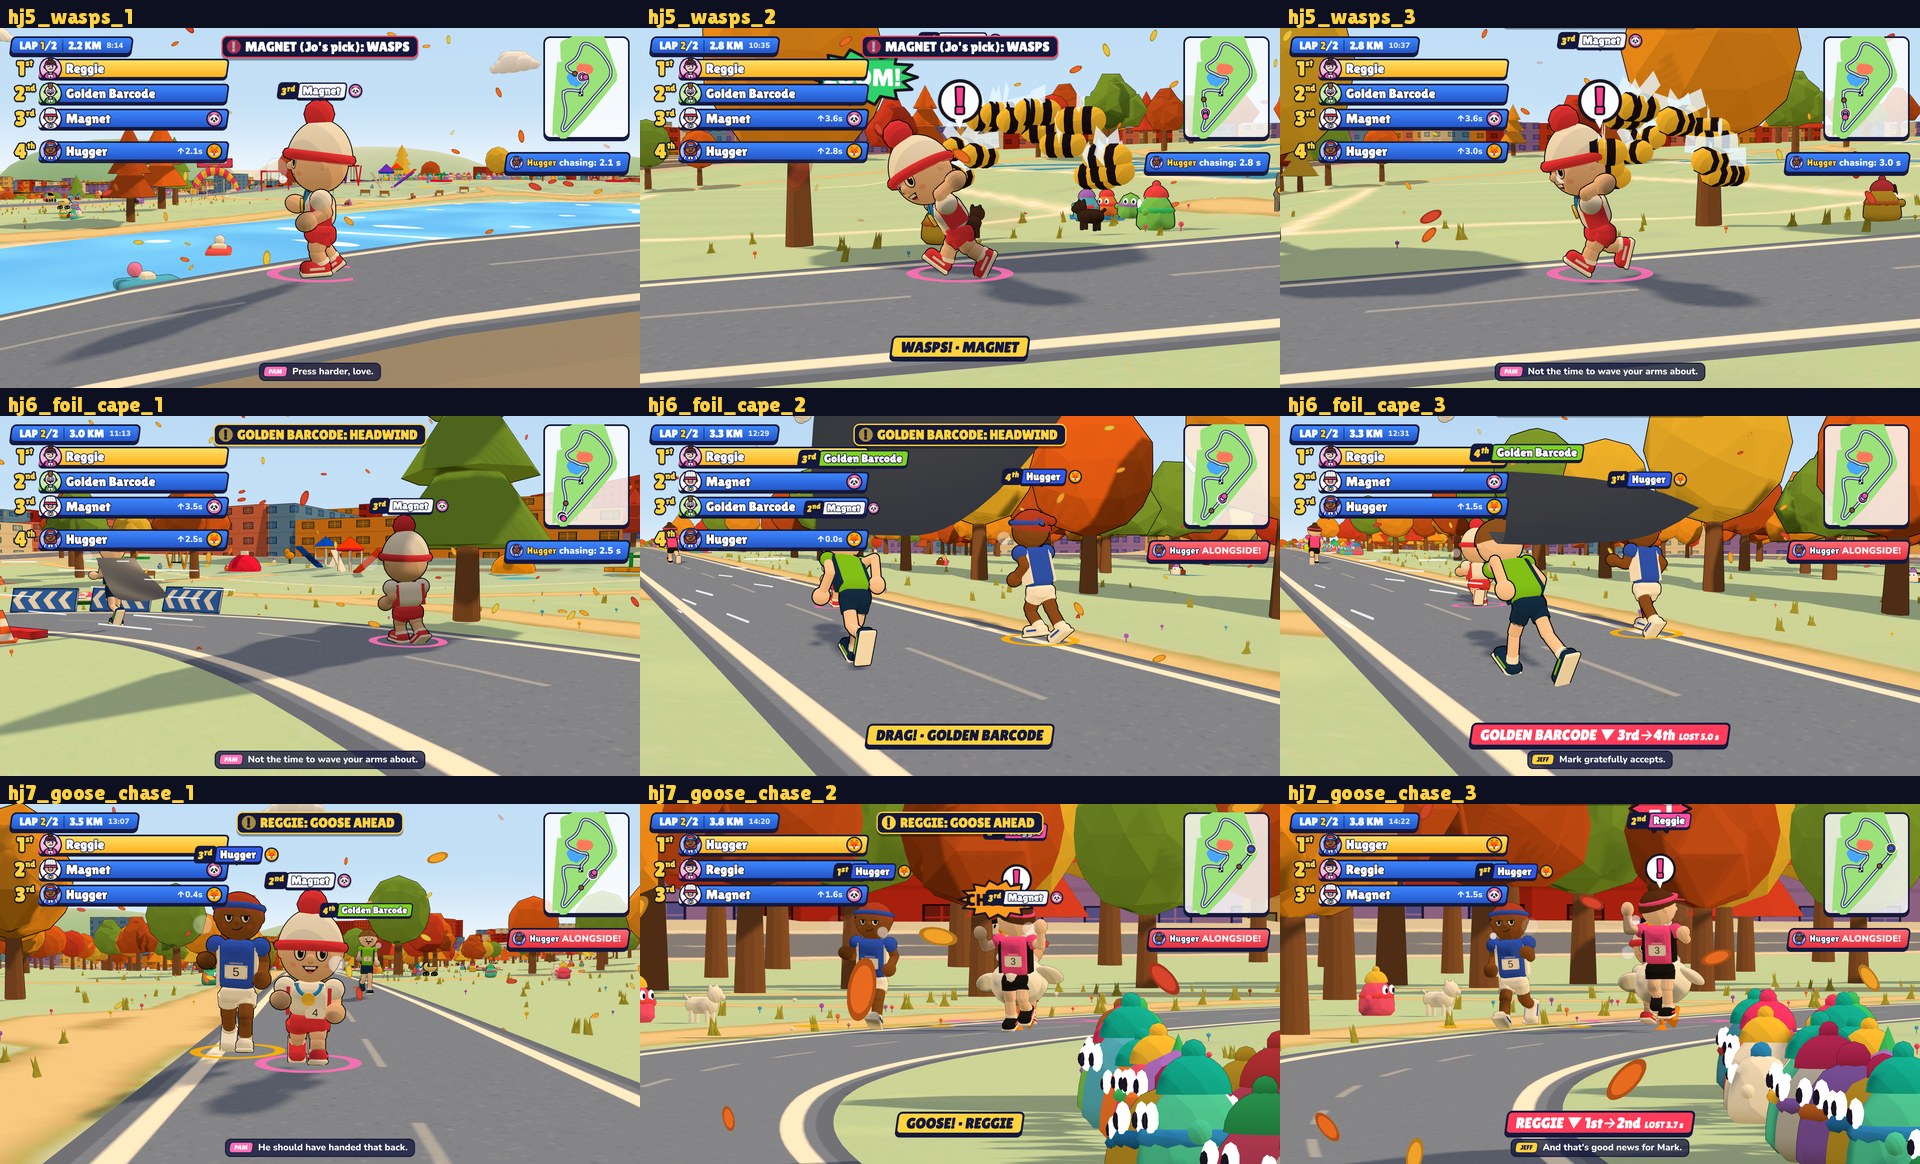 hj5_wasps_1
LAP 1/2 2.2 KM 8:14
! MAGNET (Jo's pick): WASPS
1st Reggie
2nd Golden Barcode
3rd Magnet
4th Hugger ↑2.1s
3rd Magnet
Hugger chasing: 2.1 s
PAM Press harder, love.
hj5_wasps_2
LAP 2/2 2.8 KM 10:35
! MAGNET (Jo's pick): WASPS
1st Reggie
2nd Golden Barcode
3rd Magnet ↑3.6s
4th Hugger ↑2.8s
OM!
!
Hugger chasing: 2.8 s
WASPS! · MAGNET
hj5_wasps_3
LAP 2/2 2.8 KM 10:37
3rd Magnet
1st Reggie
2nd Golden Barcode
3rd Magnet ↑3.6s
4th Hugger ↑3.0s
!
Hugger chasing: 3.0 s
PAM Not the time to wave your arms about.
hj6_foil_cape_1
LAP 2/2 3.0 KM 11:13
! GOLDEN BARCODE: HEADWIND
1st Reggie
2nd Golden Barcode
3rd Magnet ↑3.5s
4th Hugger ↑2.5s
3rd Magnet
Hugger chasing: 2.5 s
PAM Not the time to wave your arms about.
hj6_foil_cape_2
LAP 2/2 3.3 KM 12:29
! GOLDEN BARCODE: HEADWIND
1st Reggie
2nd Magnet
3rd Golden Barcode
4th Hugger ↑0.0s
3rd Golden Barcode
4th Hugger
2nd Magnet
Hugger ALONGSIDE!
DRAG! · GOLDEN BARCODE
hj6_foil_cape_3
LAP 2/2 3.3 KM 12:31
1st Reggie
2nd Magnet
3rd Hugger ↑1.5s
4th Golden Barcode
3rd Hugger
Hugger ALONGSIDE!
GOLDEN BARCODE ▼ 3rd→4th LOST 5.0 s
JEFF Mark gratefully accepts.
hj7_goose_chase_1
LAP 2/2 3.5 KM 13:07
! REGGIE: GOOSE AHEAD
1st Reggie
2nd Magnet
3rd Hugger ↑0.4s
3rd Hugger
2nd Magnet
4th Golden Barcode
5
4
Hugger ALONGSIDE!
PAM He should have handed that back.
hj7_goose_chase_2
LAP 2/2 3.8 KM 14:20
! REGGIE: GOOSE AHEAD
1st Hugger
2nd Reggie
3rd Magnet ↑1.6s
1st Hugger
!
3rd Magnet
3
Hugger ALONGSIDE!
GOOSE! · REGGIE
hj7_goose_chase_3
LAP 2/2 3.8 KM 14:22
2nd Reggie
1st Hugger
2nd Reggie
3rd Magnet ↑1.5s
1st Hugger
!
5
3
Hugger ALONGSIDE!
REGGIE ▼ 1st→2nd LOST 3.7 s
JEFF And that's good news for Mark.